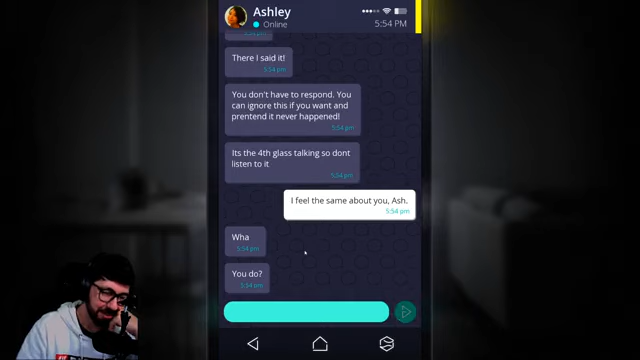 Ashley
Online
5:54 PM
5:54 pm
There I said it!
5:54 pm
You don't have to respond. You
can ignore this if you want and
prentend it never happened!
5:54 pm
Its the 4th glass talking so dont
listen to it
5:54 pm
I feel the same about you, Ash.
5:54 pm
Wha
5:54 pm
You do?
5:54 pm